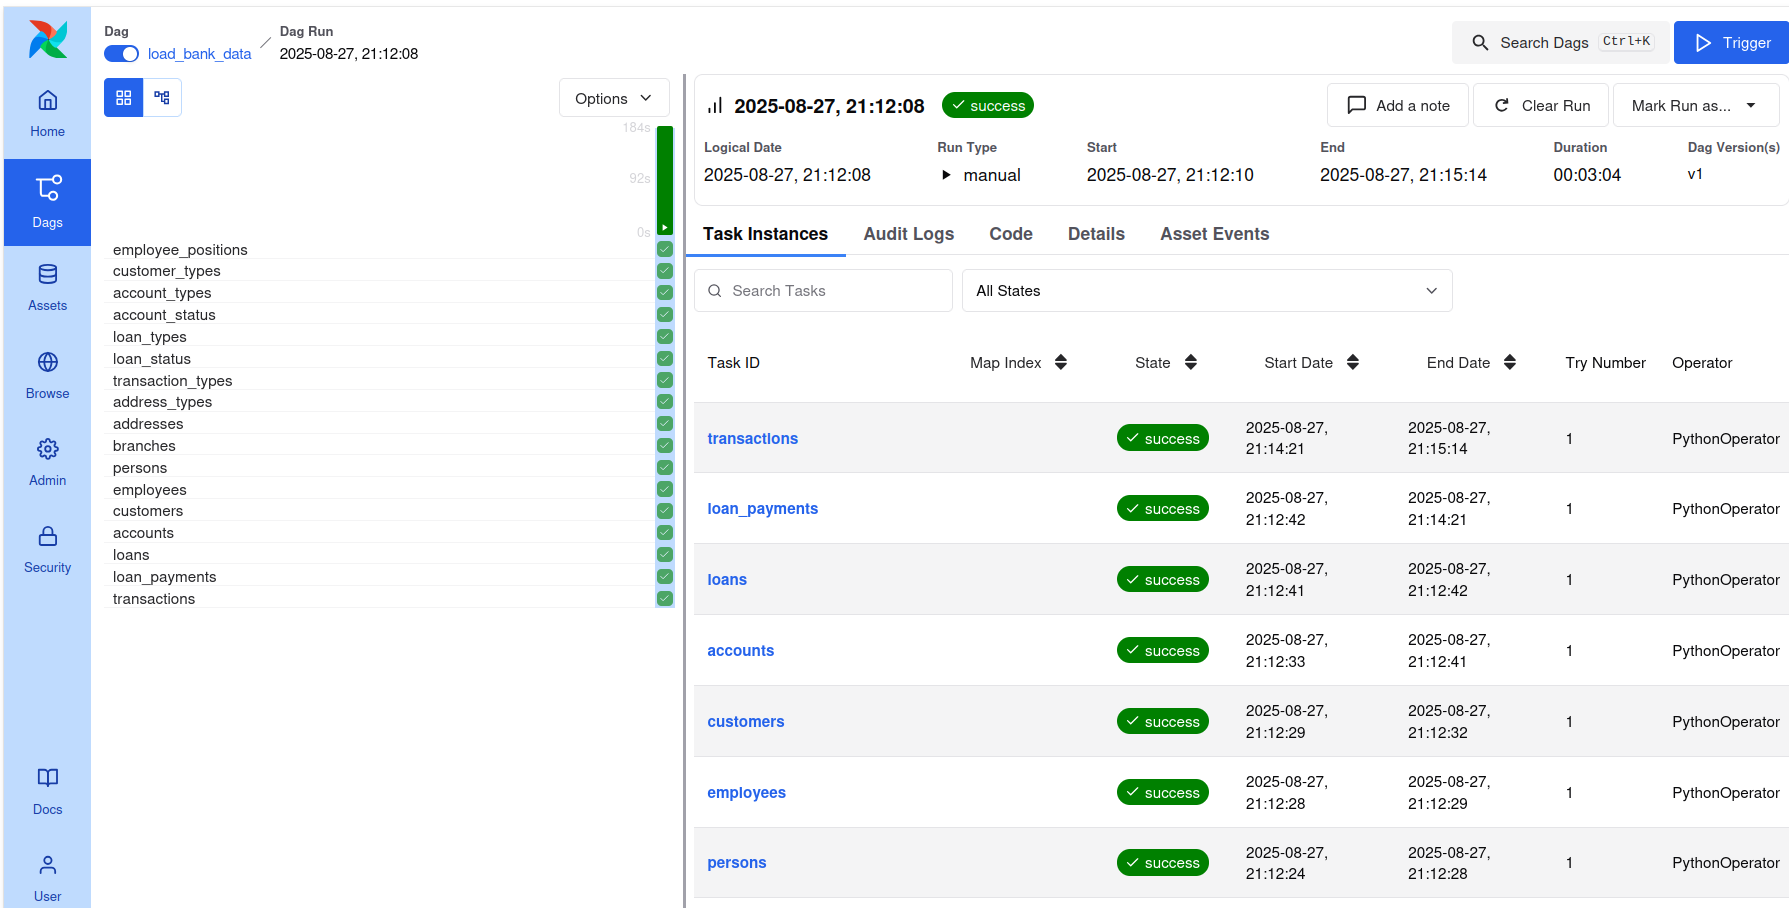 Dag
load_bank_data
Dag Run
2025-08-27, 21:12:08
Search Dags Ctrl+K
Trigger
Home
Dags
Assets
Browse
Admin
Security
Docs
User
Options
184s
92s
0s
employee_positions
customer_types
account_types
account_status
loan_types
loan_status
transaction_types
address_types
addresses
branches
persons
employees
customers
accounts
loans
loan_payments
transactions
2025-08-27, 21:12:08 success
Add a note Clear Run Mark Run as...
Logical Date Run Type Start End Duration Dag Version(s)
2025-08-27, 21:12:08 manual 2025-08-27, 21:12:10 2025-08-27, 21:15:14 00:03:04 v1
Task Instances Audit Logs Code Details Asset Events
Search Tasks All States
Task ID Map Index State Start Date End Date Try Number Operator
transactions success 2025-08-27, 21:14:21 2025-08-27, 21:15:14 1 PythonOperator
loan_payments success 2025-08-27, 21:12:42 2025-08-27, 21:14:21 1 PythonOperator
loans success 2025-08-27, 21:12:41 2025-08-27, 21:12:42 1 PythonOperator
accounts success 2025-08-27, 21:12:33 2025-08-27, 21:12:41 1 PythonOperator
customers success 2025-08-27, 21:12:29 2025-08-27, 21:12:32 1 PythonOperator
employees success 2025-08-27, 21:12:28 2025-08-27, 21:12:29 1 PythonOperator
persons success 2025-08-27, 21:12:24 2025-08-27, 21:12:28 1 PythonOperator